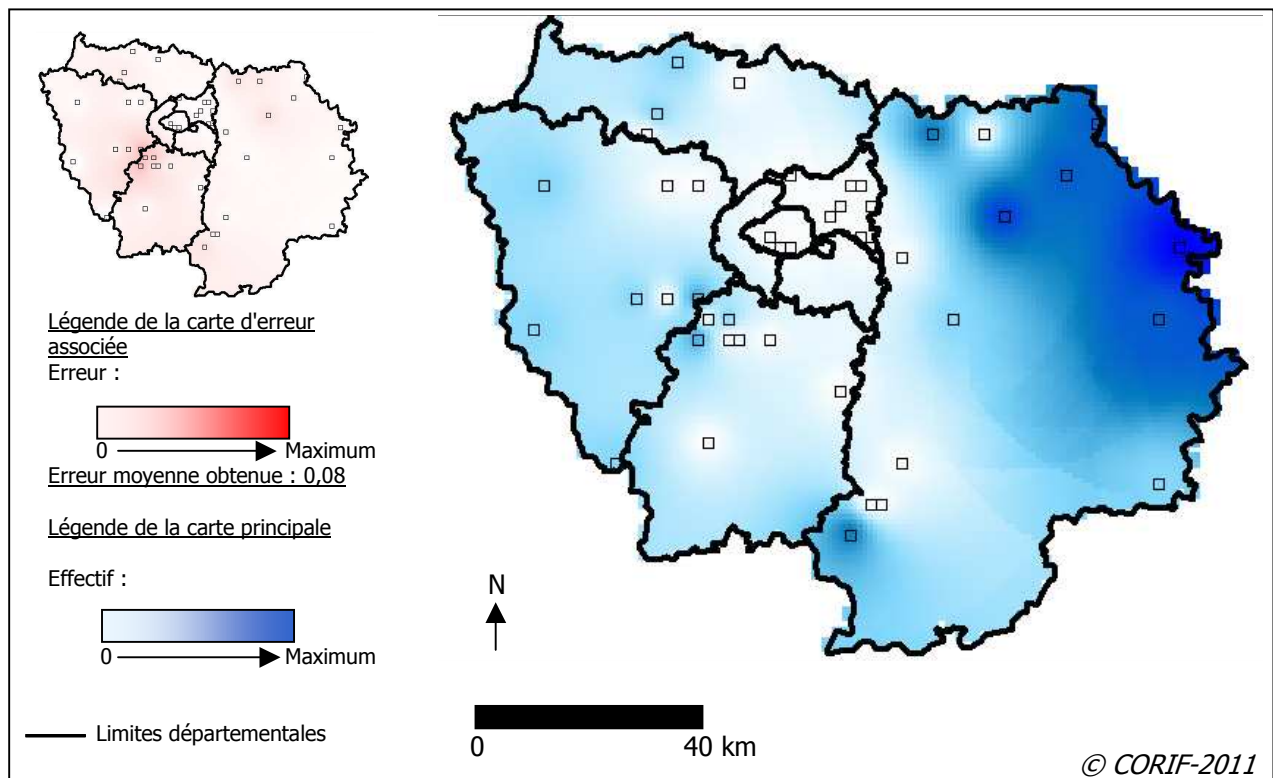 Légende de la carte d'erreur
associée
Erreur :
0 Maximum
Erreur moyenne obtenue : 0,08
Légende de la carte principale
Effectif :
0 Maximum
Limites départementales
N
0 40 km
© CORIF-2011